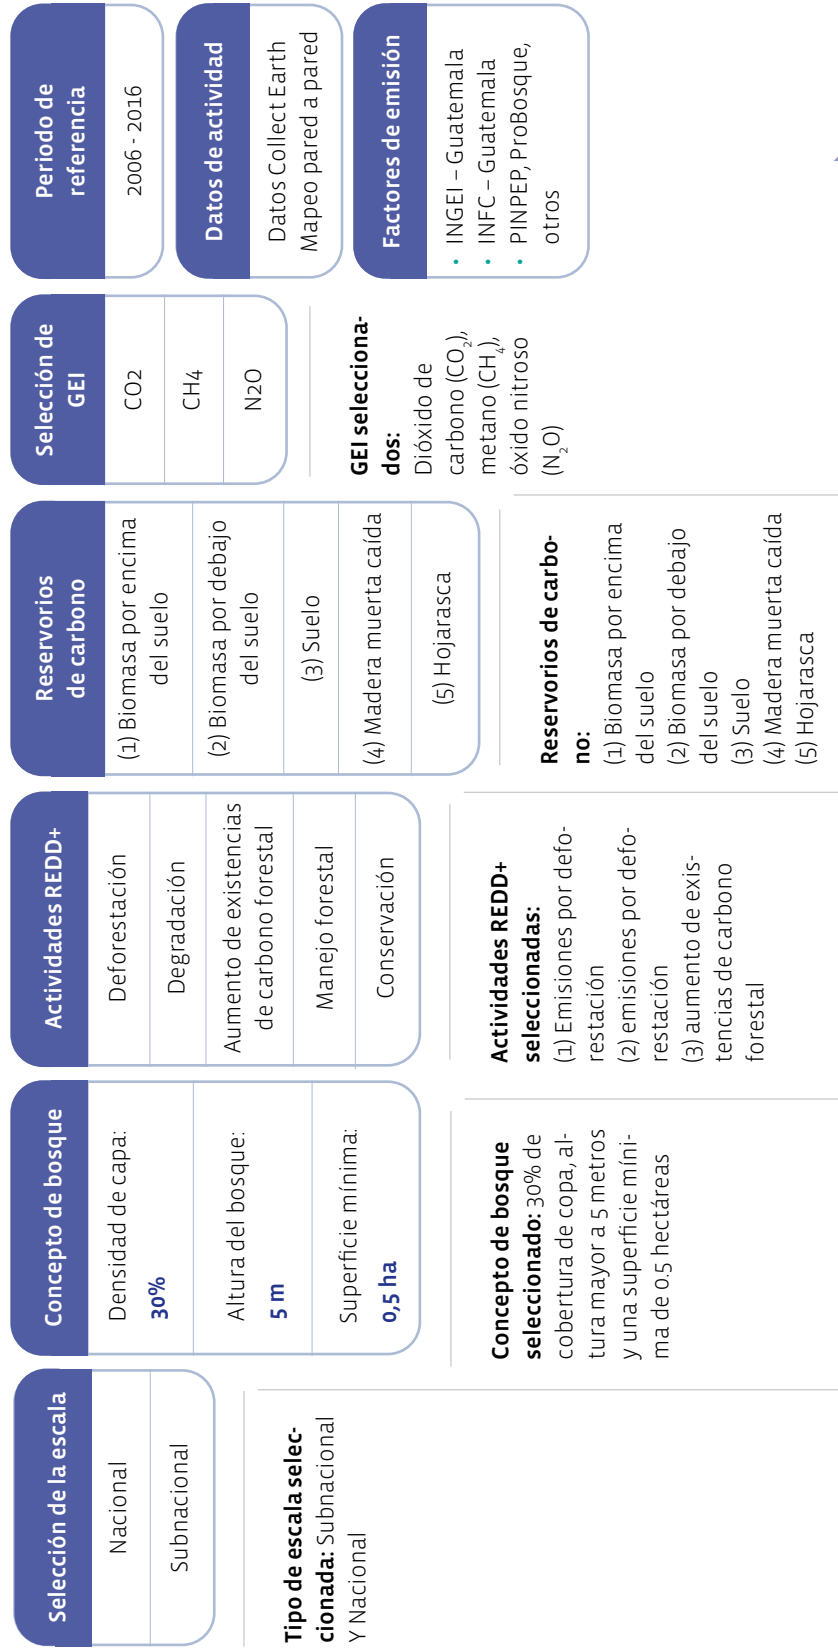 Selección de la escala
Nacional
Subnacional
Tipo de escala selec-
cionada: Subnacional
Y Nacional
Concepto de bosque
Densidad de capa:
30%
Altura del bosque:
5 m
Superficie mínima:
0,5 ha
Concepto de bosque
seleccionado: 30% de
cobertura de copa, al-
tura mayor a 5 metros
y una superficie míni-
ma de 0.5 hectáreas
Actividades REDD+
Deforestación
Degradación
Aumento de existencias
de carbono forestal
Manejo forestal
Conservación
Actividades REDD+
seleccionadas:
(1) Emisiones por defo-
restación
(2) emisiones por defo-
restación
(3) aumento de exis-
tencias de carbono
forestal
Reservorios
de carbono
(1) Biomasa por encima
del suelo
(2) Biomasa por debajo
del suelo
(3) Suelo
(4) Madera muerta caída
(5) Hojarasca
Reservorios de carbo-
no:
(1) Biomasa por encima
del suelo
(2) Biomasa por debajo
del suelo
(3) Suelo
(4) Madera muerta caída
(5) Hojarasca
Selección de
GEI
CO2
CH4
N2O
GEI selecciona-
dos:
Dióxido de
carbono (CO₂),
metano (CH₄),
óxido nitroso
(N₂O)
Periodo de
referencia
2006 - 2016
Datos de actividad
Datos Collect Earth
Mapeo pared a pared
Factores de emisión
• INGEI – Guatemala
• INFC – Guatemala
• PINPEP, ProBosque,
otros